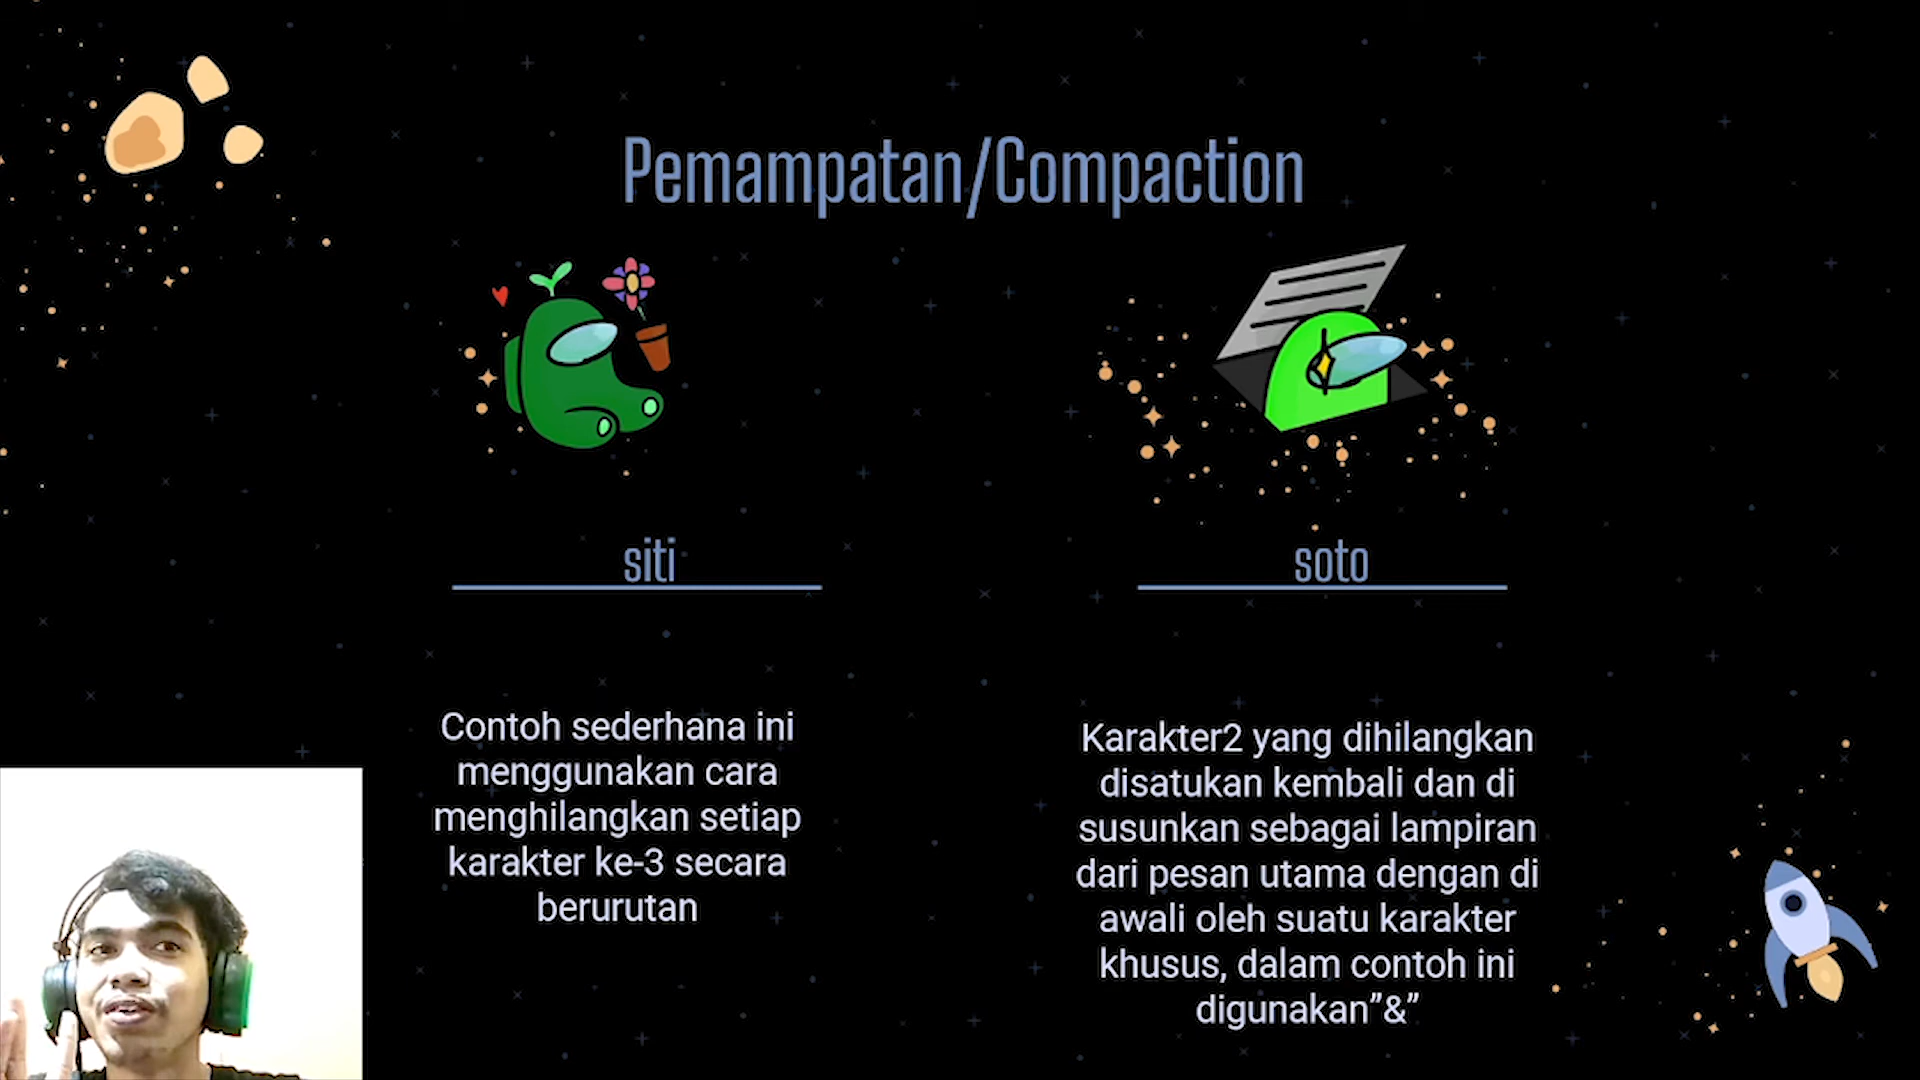 Pemampatan/Compaction
siti
Contoh sederhana ini
menggunakan cara
menghilangkan setiap
karakter ke-3 secara
berurutan
soto
Karakter2 yang dihilangkan
disatukan kembali dan di
susunkan sebagai lampiran
dari pesan utama dengan di
awali oleh suatu karakter
khusus, dalam contoh ini
digunakan”&”